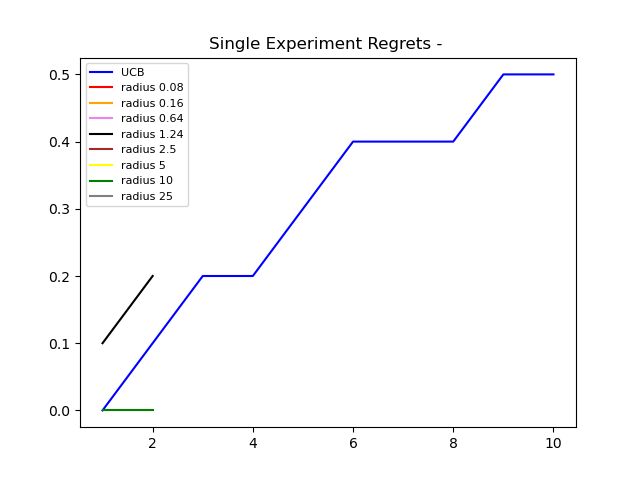 Single Experiment Regrets -
0.5
0.4
0.3
0.2
0.1
0.0
UCB
radius 0.08
radius 0.16
radius 0.64
radius 1.24
radius 2.5
radius 5
radius 10
radius 25
2 4 6 8 10